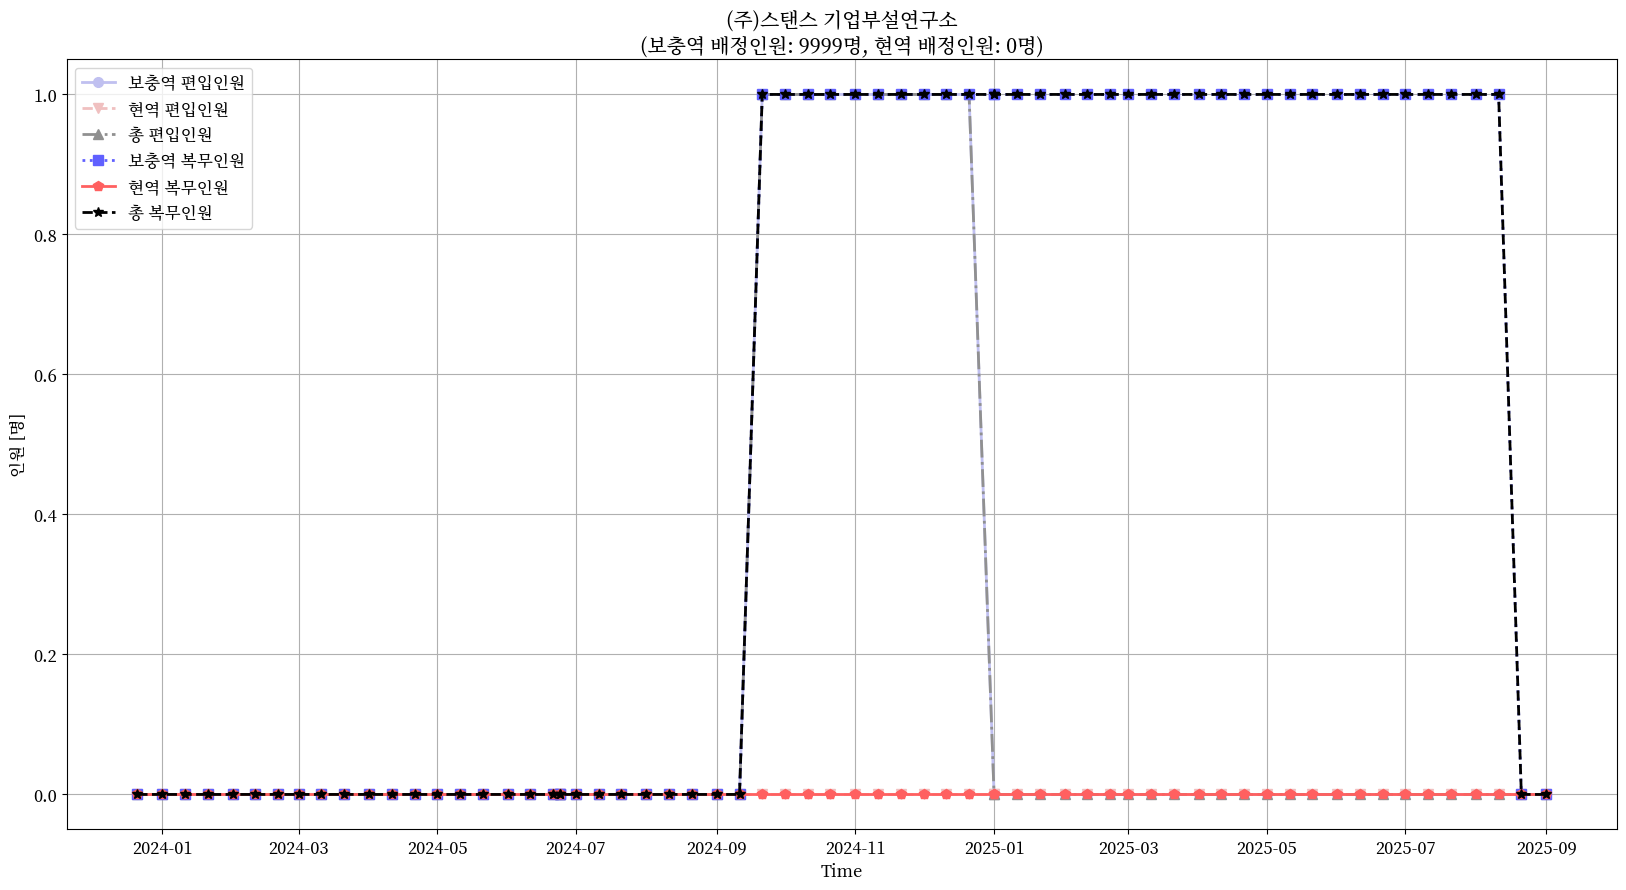 (주)스탠스 기업부설연구소
(보충역 배정인원: 9999명, 현역 배정인원: 0명)
보충역 편입인원
현역 편입인원
총 편입인원
보충역 복무인원
현역 복무인원
총 복무인원
1.0
0.8
0.6
0.4
0.2
0.0
인원 [명]
2024-01
2024-03
2024-05
2024-07
2024-09
2024-11
2025-01
2025-03
2025-05
2025-07
2025-09
Time